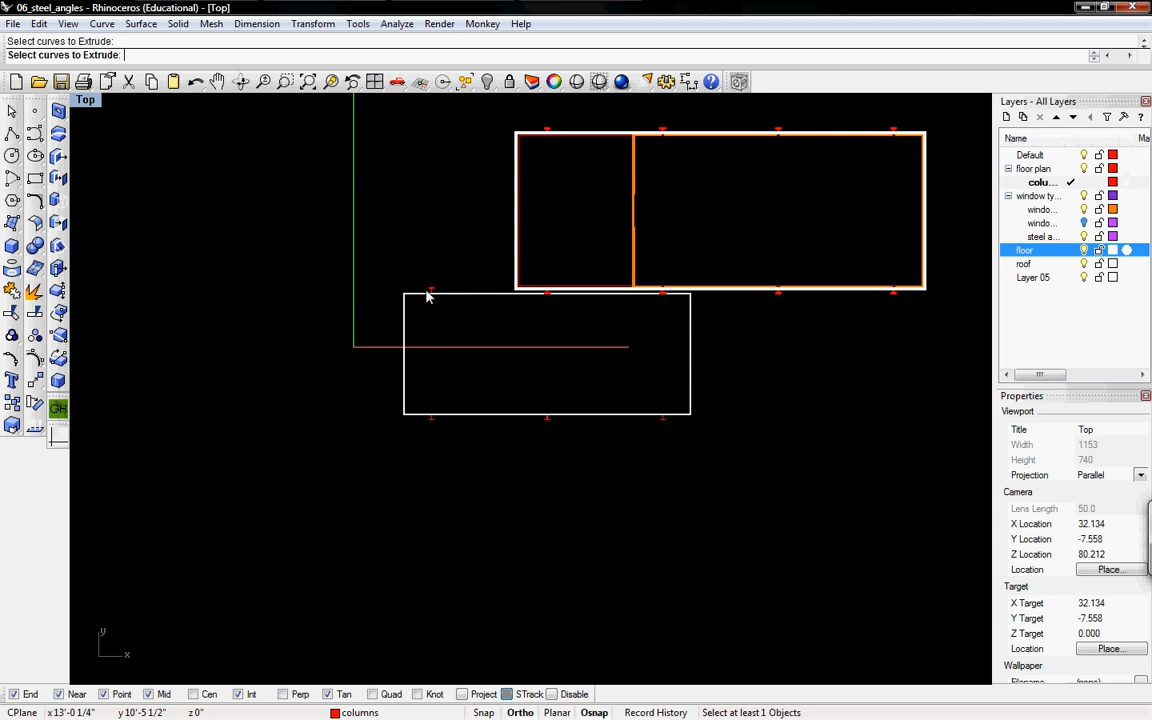 06_steel_angles - Rhinoceros (Educational) - [Top]
File Edit View Curve Surface Solid Mesh Dimension Transform Tools Analyze Render Monkey Help
Select curves to Extrude:
Select curves to Extrude:
Top
Layers - All Layers
Name Ma
Default
floor plan
colu...
window ty...
windo...
windo...
steel a...
floor
roof
Layer 05
GH
Properties
Viewport
Title Top
Width 1153
Height 740
Projection Parallel
Camera
Lens Length 50.0
X Location 32.134
Y Location -7.558
Z Location 80.212
Location Place...
Target
X Target 32.134
Y Target -7.558
Z Target 0.000
Location Place...
Wallpaper
y
x
End Near Point Mid Cen Int Perp Tan Quad Knot Project STrack Disable
CPlane x 13'-0 1/4" y 10'-5 1/2" z 0" columns Snap Ortho Planar Osnap Record History Select at least 1 Objects